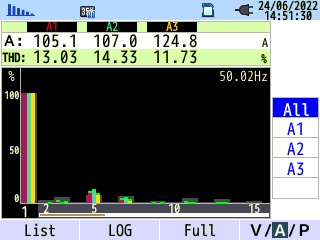 24/06/2022
14:51:30
A1 A2 A3
A: 105.1 107.0 124.8 A
THD: 13.03 14.33 11.73 %
% 50.02Hz
100
50
0
1 2 5 10 15
All
A1
A2
A3
List LOG Full V/A/P